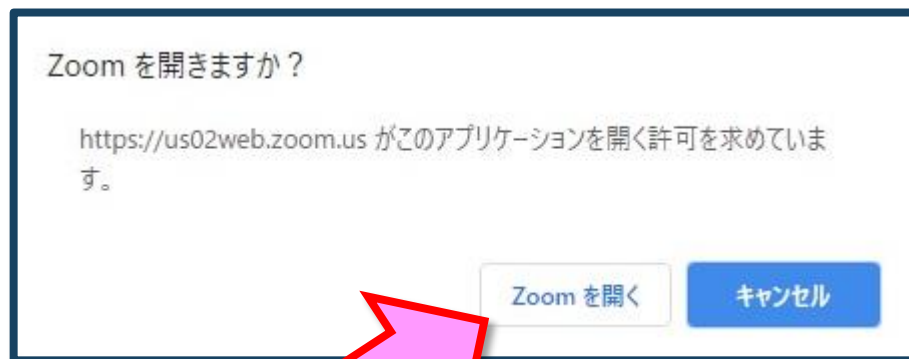 Zoom を開きますか？
https://us02web.zoom.us がこのアプリケーションを開く許可を求めていま
す。
Zoom を開く
キャンセル